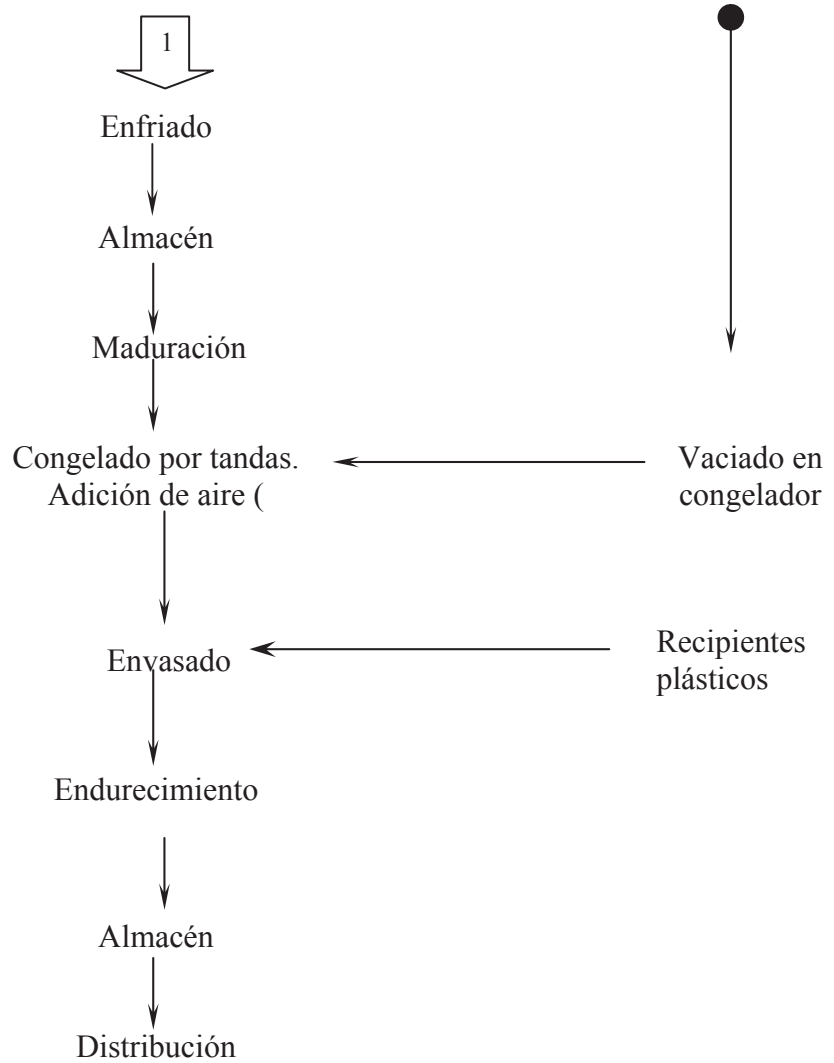 1
Enfriado
Almacén
Maduración
Congelado por tandas.
Adición de aire (
Vaciado en
congelador
Envasado
Recipientes
plásticos
Endurecimiento
Almacén
Distribución